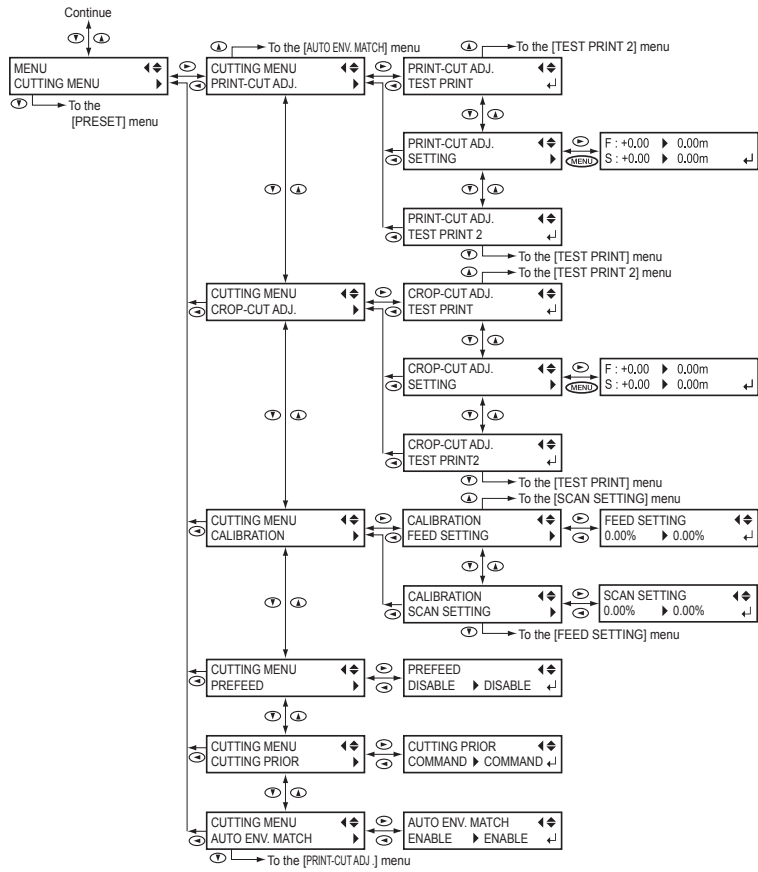 Continue
To the [AUTO ENV. MATCH] menu
To the [TEST PRINT 2] menu
MENU
CUTTING MENU
To the
[PRESET] menu
CUTTING MENU
PRINT-CUT ADJ.
PRINT-CUT ADJ.
TEST PRINT
PRINT-CUT ADJ.
SETTING
MENU
F : +0.00 0.00m
S : +0.00 0.00m
PRINT-CUT ADJ.
TEST PRINT 2
To the [TEST PRINT] menu
To the [TEST PRINT 2] menu
CUTTING MENU
CROP-CUT ADJ.
CROP-CUT ADJ.
TEST PRINT
CROP-CUT ADJ.
SETTING
MENU
F : +0.00 0.00m
S : +0.00 0.00m
CROP-CUT ADJ.
TEST PRINT2
To the [TEST PRINT] menu
To the [SCAN SETTING] menu
CUTTING MENU
CALIBRATION
CALIBRATION
FEED SETTING
FEED SETTING
0.00% 0.00%
CALIBRATION
SCAN SETTING
SCAN SETTING
0.00% 0.00%
To the [FEED SETTING] menu
CUTTING MENU
PREFEED
PREFEED
DISABLE DISABLE
CUTTING MENU
CUTTING PRIOR
CUTTING PRIOR
COMMAND COMMAND
CUTTING MENU
AUTO ENV. MATCH
AUTO ENV. MATCH
ENABLE ENABLE
To the [PRINT-CUT ADJ .] menu